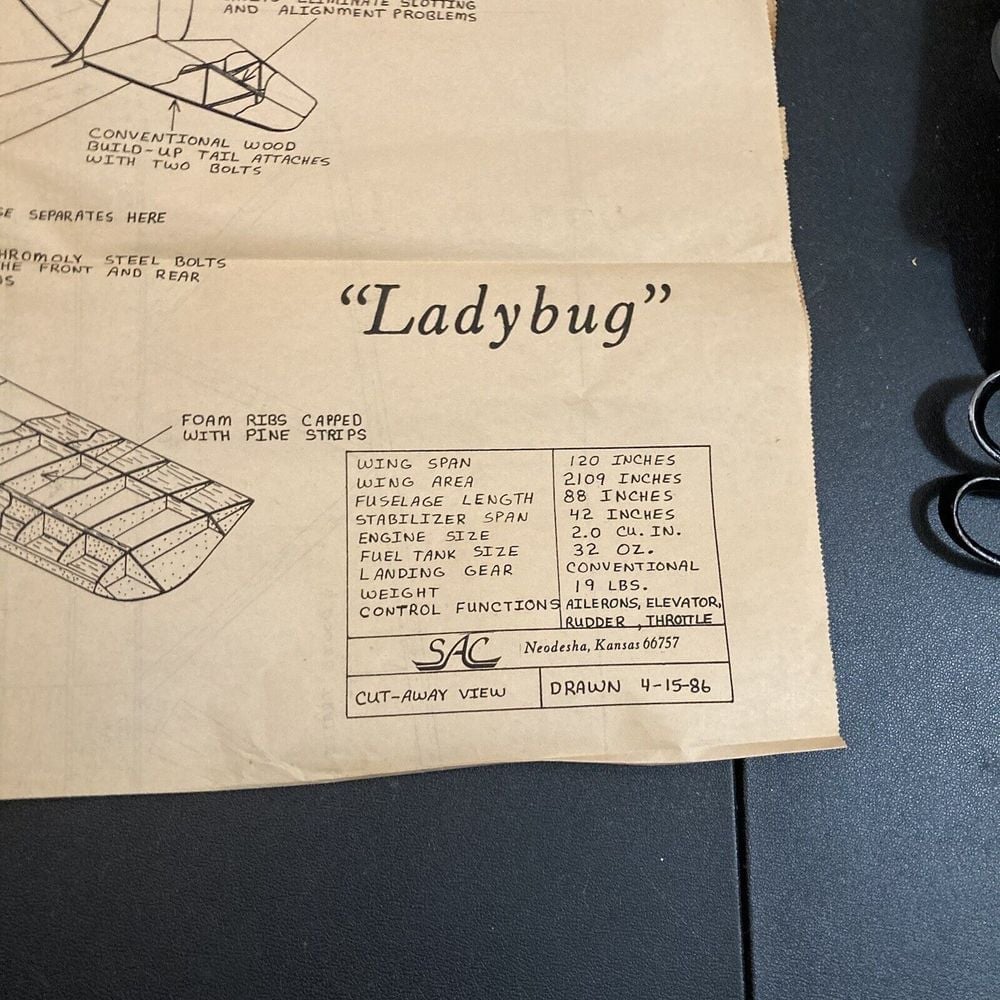 ELIMINATE SLOTTING
AND ALIGNMENT PROBLEMS
CONVENTIONAL WOOD
BUILD-UP TAIL ATTACHES
WITH TWO BOLTS
SEPARATES HERE
STEEL BOLTS
FRONT AND REAR
"Ladybug"
FOAM RIBS CAPPED
WITH PINE STRIPS
WING SPAN 120 INCHES
WING AREA 2109 INCHES
FUSELAGE LENGTH 88 INCHES
STABILIZER SPAN 42 INCHES
ENGINE SIZE 2.0 CU. IN.
FUEL TANK SIZE 32 OZ.
LANDING GEAR CONVENTIONAL
WEIGHT 19 LBS.
CONTROL FUNCTIONS AILERONS, ELEVATOR,
RUDDER, THROTTLE
SAC Neodesha, Kansas 66757
CUT-AWAY VIEW DRAWN 4-15-86